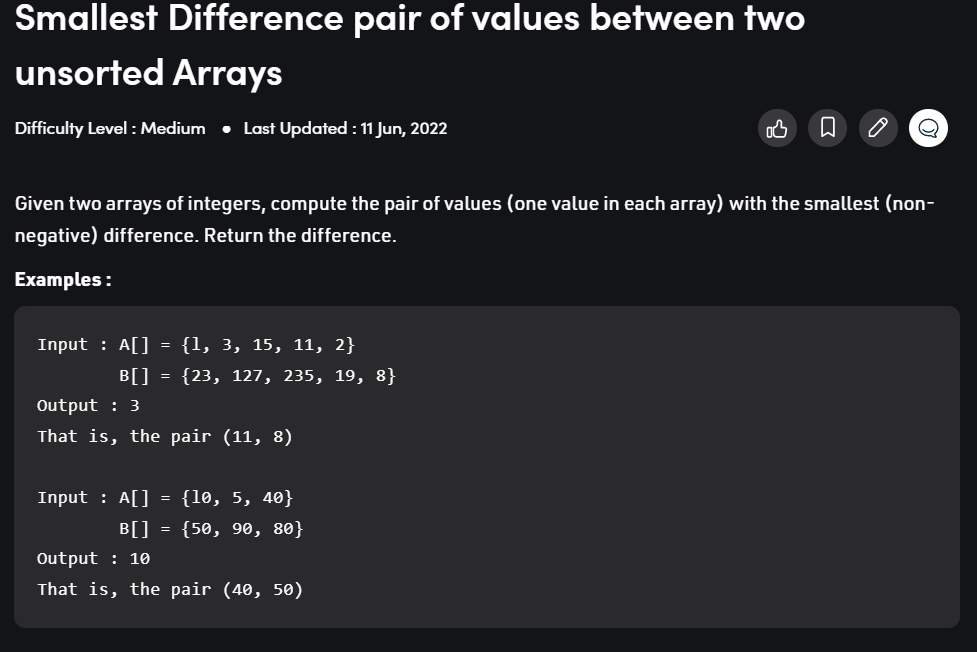 Smallest Difference pair of values between two
unsorted Arrays
Difficulty Level : Medium ● Last Updated : 11 Jun, 2022
Given two arrays of integers, compute the pair of values (one value in each array) with the smallest (non-
negative) difference. Return the difference.
Examples :
Input : A[] = {l, 3, 15, 11, 2}
B[] = {23, 127, 235, 19, 8}
Output : 3
That is, the pair (11, 8)
Input : A[] = {l0, 5, 40}
B[] = {50, 90, 80}
Output : 10
That is, the pair (40, 50)